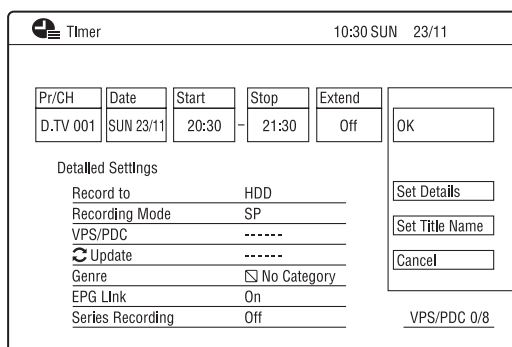 Timer 10:30 SUN 23/11
Pr/CH Date Start Stop Extend
D.TV 001 SUN 23/11 20:30 – 21:30 Off OK
Detailed Settings
Record to HDD
Recording Mode SP
VPS/PDC ------
Update ------
Genre No Category
EPG Link On
Series Recording Off
Set Details
Set Title Name
Cancel
VPS/PDC 0/8